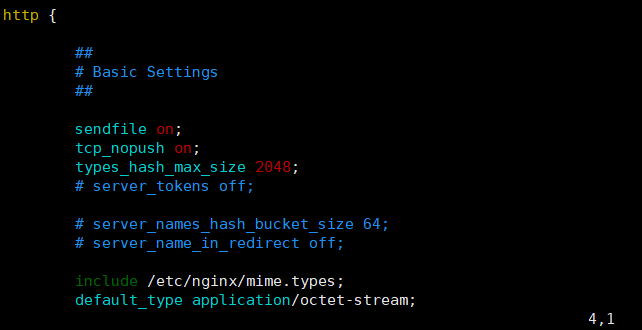 http {
##
# Basic Settings
##
sendfile on;
tcp_nopush on;
types_hash_max_size 2048;
# server_tokens off;
# server_names_hash_bucket_size 64;
# server_name_in_redirect off;
include /etc/nginx/mime.types;
default_type application/octet-stream;
4,1